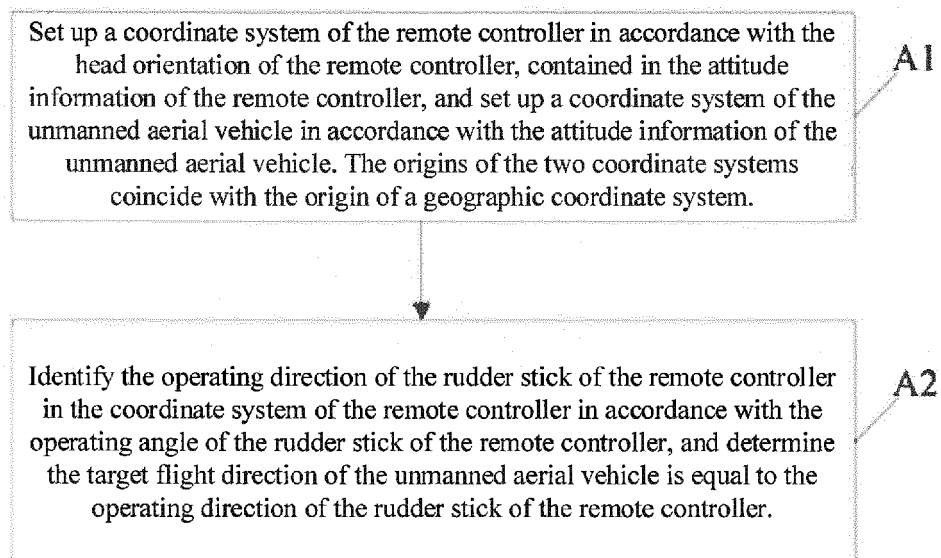 Set up a coordinate system of the remote controller in accordance with the
head orientation of the remote controller, contained in the attitude
information of the remote controller, and set up a coordinate system of the
unmanned aerial vehicle in accordance with the attitude information of the
unmanned aerial vehicle. The origins of the two coordinate systems
coincide with the origin of a geographic coordinate system.
A1
Identify the operating direction of the rudder stick of the remote controller
in the coordinate system of the remote controller in accordance with the
operating angle of the rudder stick of the remote controller, and determine
the target flight direction of the unmanned aerial vehicle is equal to the
operating direction of the rudder stick of the remote controller.
A2